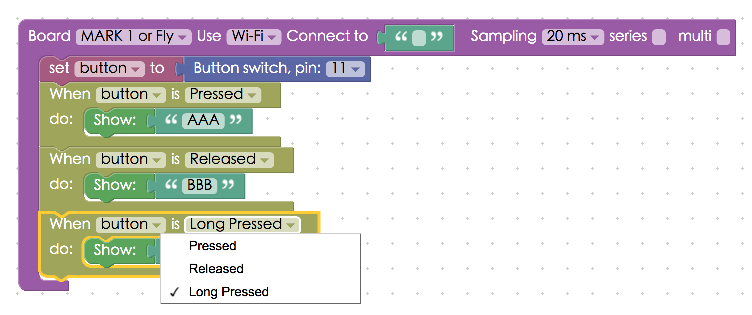 Board MARK 1 or Fly Use Wi-Fi Connect to “ ” Sampling 20 ms series multi
set button to Button switch, pin: 11
When button is Pressed
do: Show: “ AAA ”
When button is Released
do: Show: “ BBB ”
When button is Long Pressed
do: Show:
Pressed
Released
✓ Long Pressed